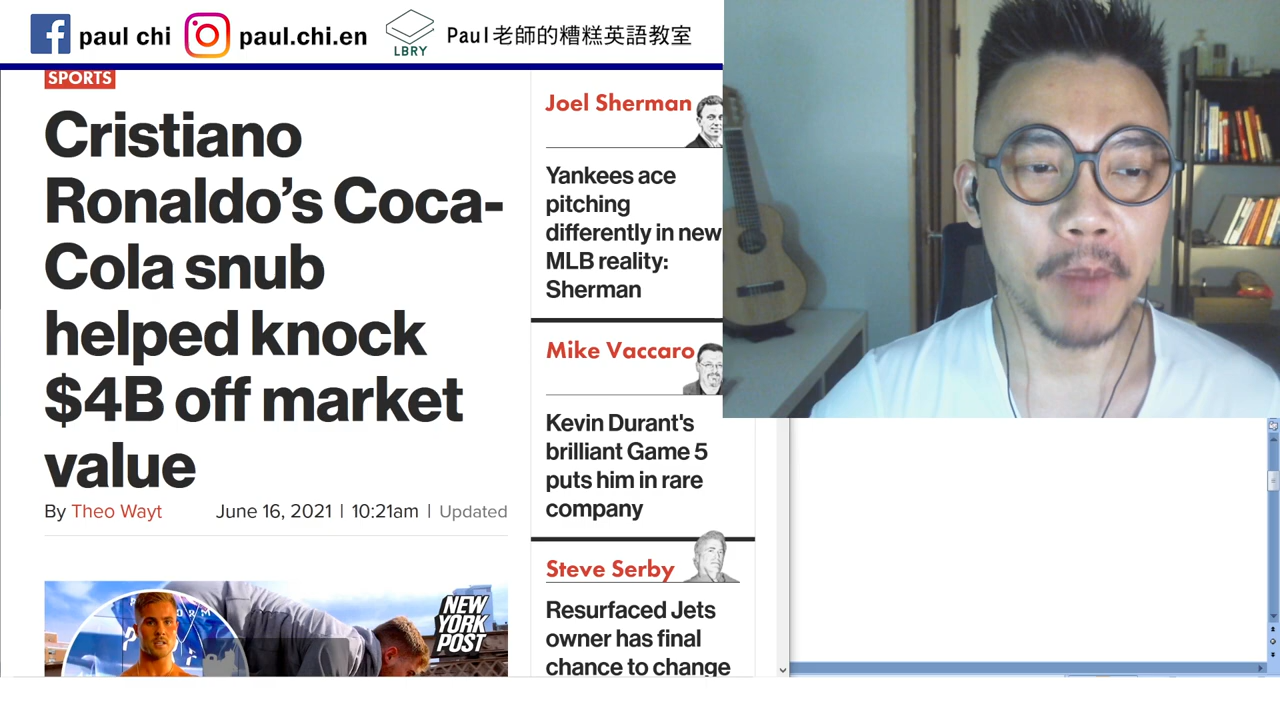 paul chi
paul.chi.en
LBRY
Paul老師的糟糕英語教室
SPORTS
Cristiano
Ronaldo’s Coca-
Cola snub
helped knock
$4B off market
value
By Theo Wayt
June 16, 2021 | 10:21am | Updated
NEW
YORK
POST
Joel Sherman
Yankees ace
pitching
differently in new
MLB reality:
Sherman
Mike Vaccaro
Kevin Durant's
brilliant Game 5
puts him in rare
company
Steve Serby
Resurfaced Jets
owner has final
chance to change